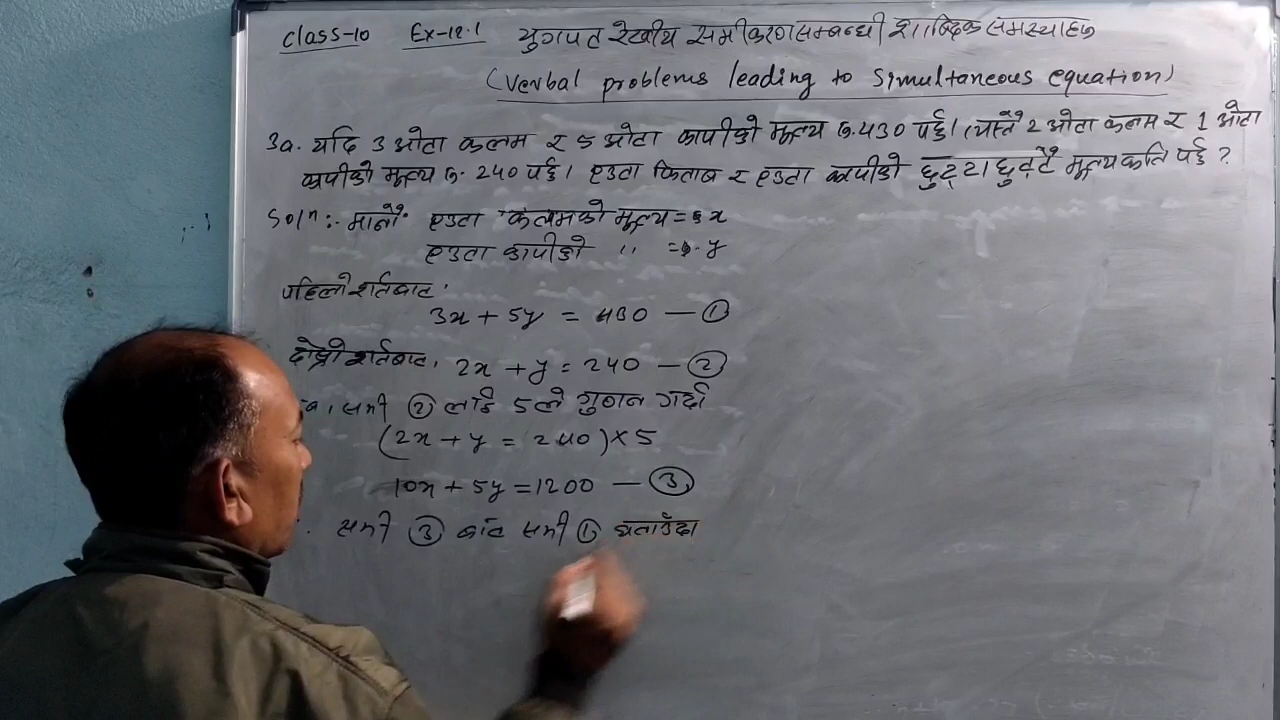 class-10 Ex-12.1 युगपत रेखीय समीकरण सम्बन्धी शाब्दिक समस्याहरु
(Verbal problems leading to Simultaneous equation)
3a. यदि 3 ओटा कलम र 5 ओटा कापीको मूल्य रु.430 पर्छ। त्यस्तै 2 ओटा कलम र 1 ओटा
कापीको मूल्य रु. 240 पर्छ। एउटा किताब र एउटा कापीको छुट्टा छुट्टै मूल्य कति पर्छ ?
Solⁿ:- मानौं एउटा कलमको मूल्य = रु x
एउटा कापीको ,, = रु. y
पहिलो शर्तबाट,
3x + 5y = 430 — ①
दोस्रो शर्तबाट, 2x + y = 240 — ②
समी ② लाई 5 ले गुणन गर्दा
(2x + y = 240) × 5
10x + 5y = 1200 — ③
समी ③ बाट समी ① घटाउँदा